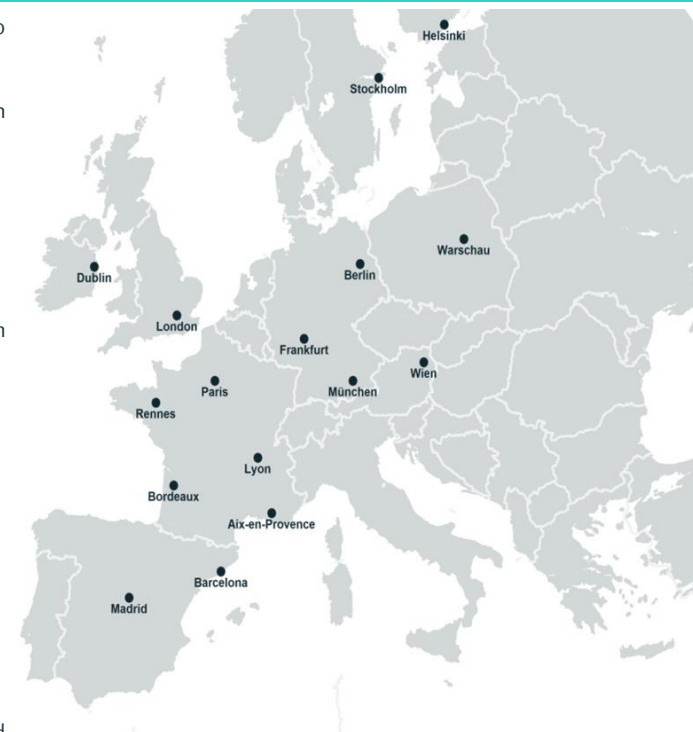 Helsinki
Stockholm
Warschau
Berlin
Dublin
London
Frankfurt
Wien
Paris
München
Rennes
Lyon
Bordeaux
Aix-en-Provence
Barcelona
Madrid